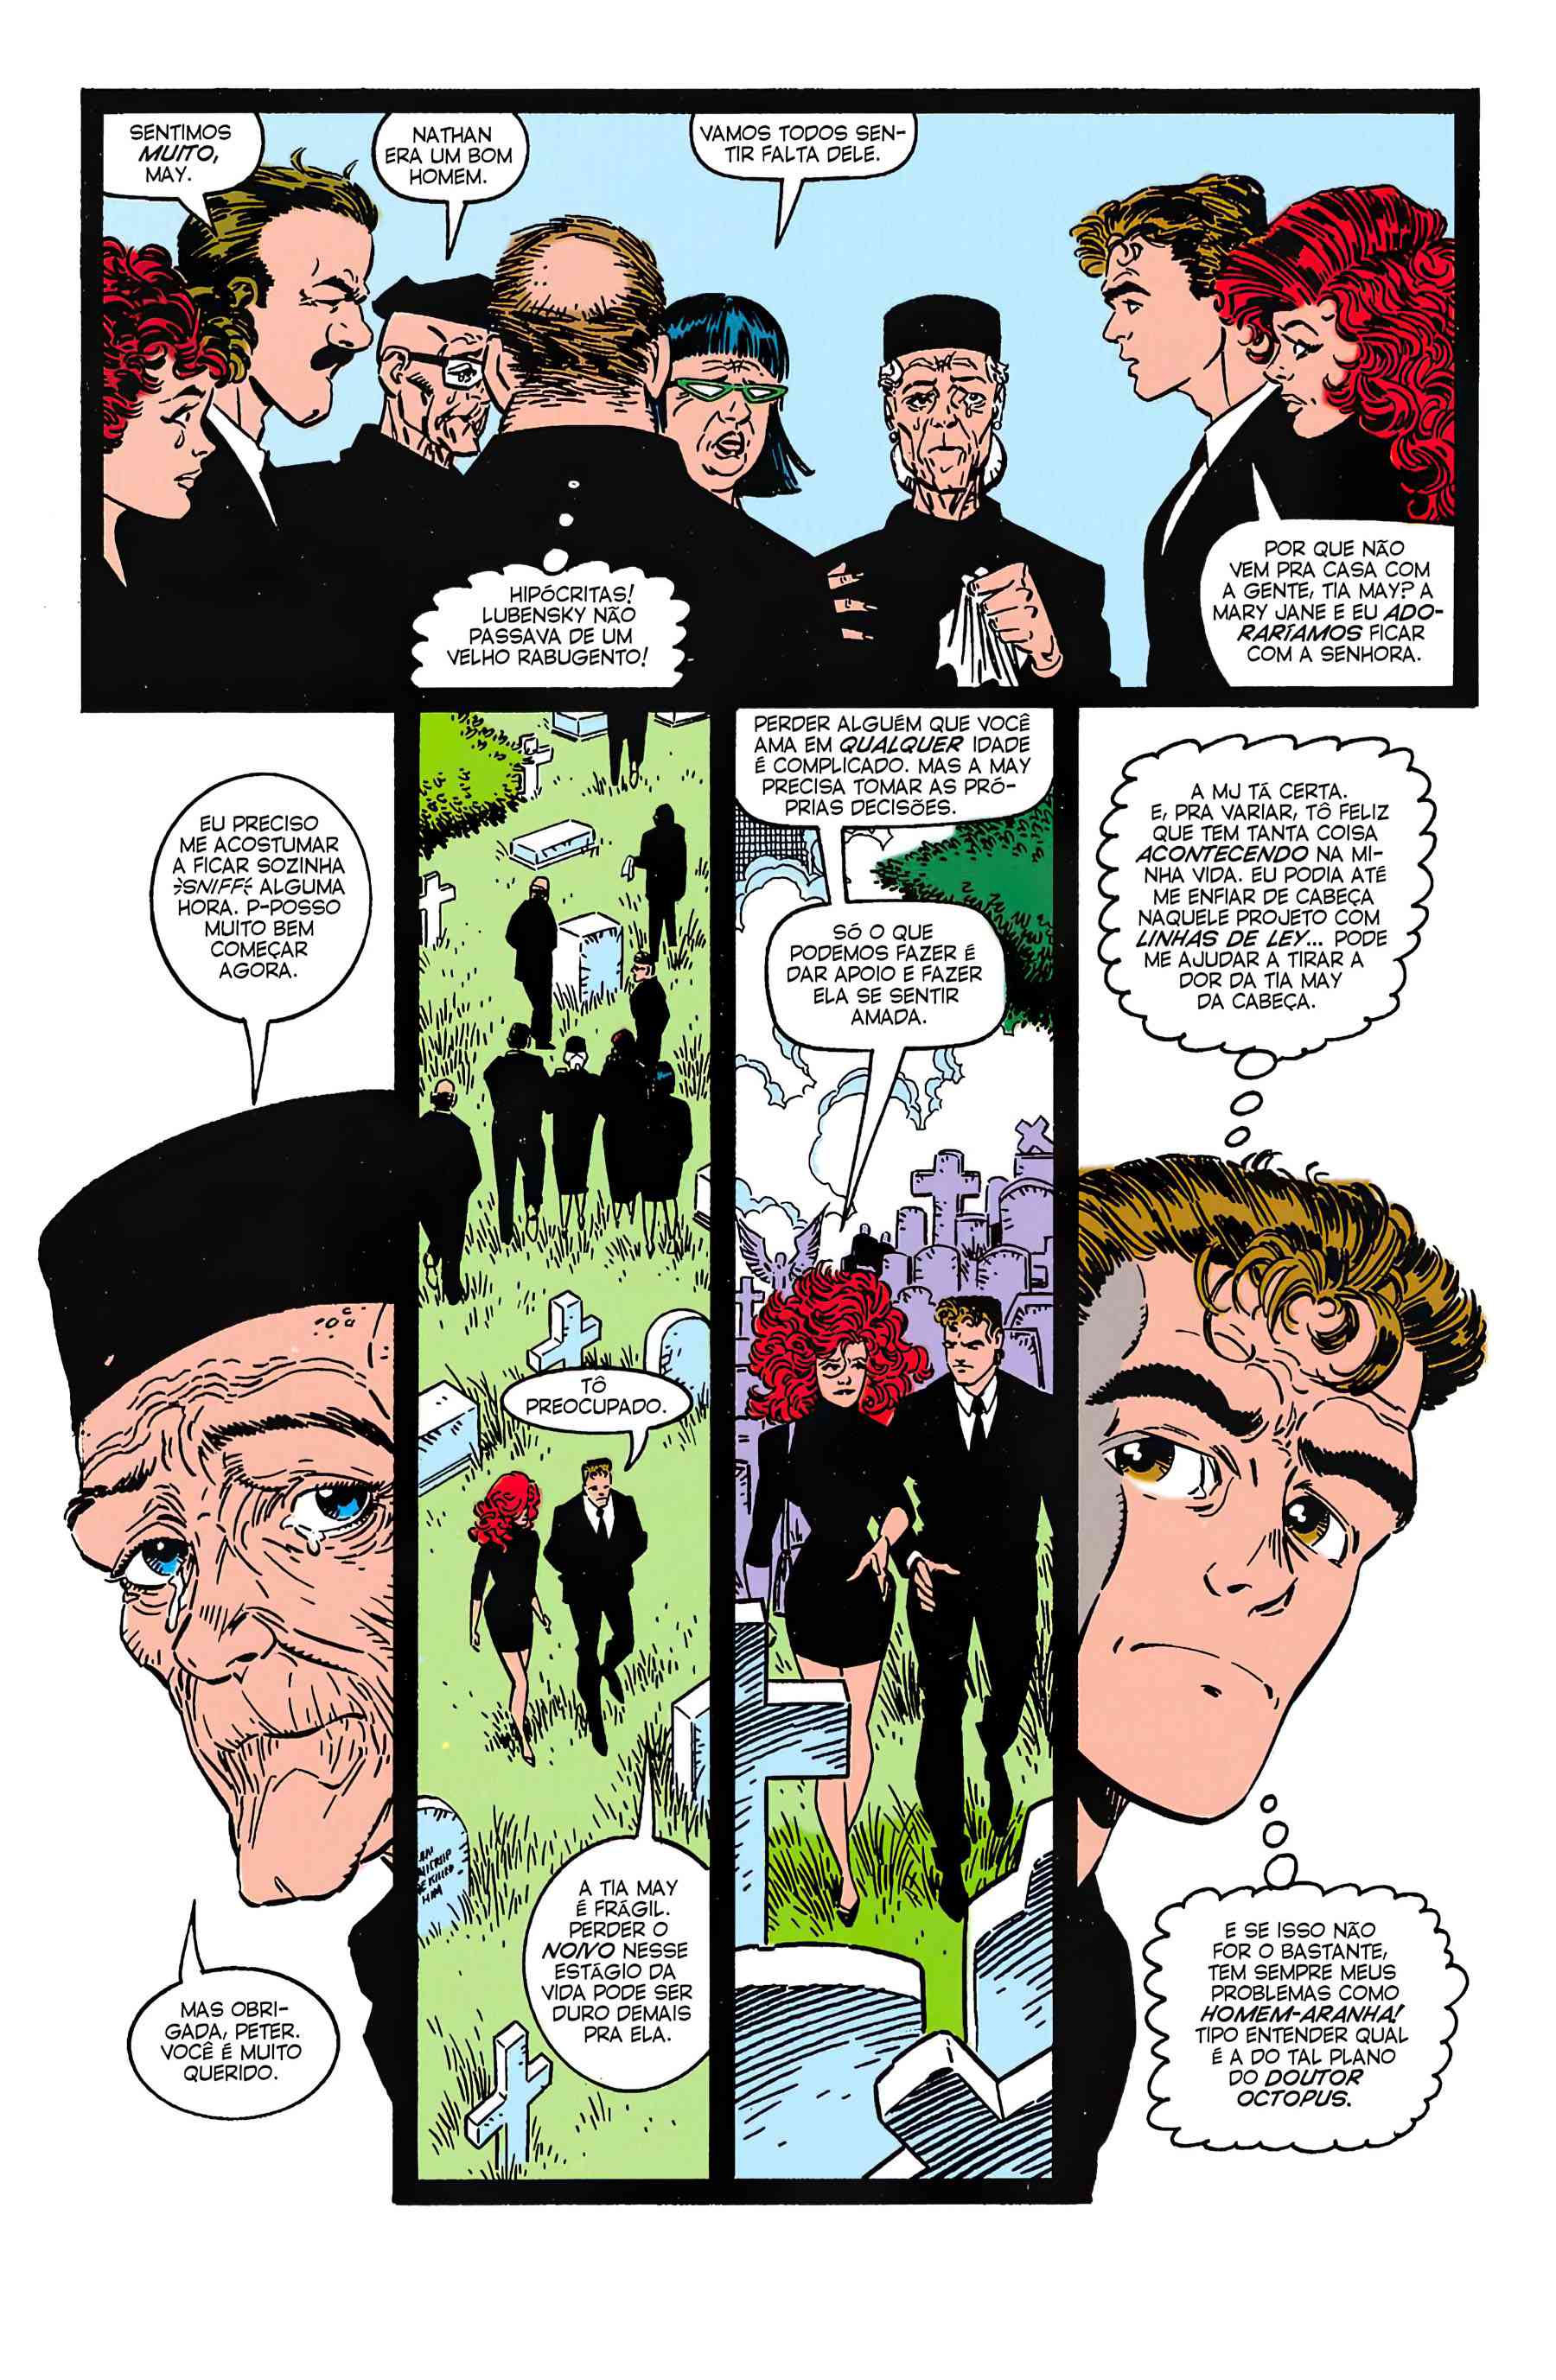 SENTIMOS
MUITO,
MAY.
NATHAN
ERA UM BOM
HOMEM.
VAMOS TODOS SEN-
TIR FALTA DELE.
HIPÓCRITAS!
LUBENSKY NÃO
PASSAVA DE UM
VELHO RABUGENTO!
POR QUE NÃO
VEM PRA CASA COM
A GENTE, TIA MAY? A
MARY JANE E EU ADO-
RARÍAMOS FICAR
COM A SENHORA.
EU PRECISO
ME ACOSTUMAR
A FICAR SOZINHA
SNIFF ALGUMA
HORA. P-POSSO
MUITO BEM
COMEÇAR
AGORA.
MAS OBRI-
GADA, PETER.
VOCÊ É MUITO
QUERIDO.
TÔ
PREOCUPADO.
A TIA MAY
É FRÁGIL.
PERDER O
NOIVO NESSE
ESTÁGIO DA
VIDA PODE SER
DURO DEMAIS
PRA ELA.
PERDER ALGUÉM QUE VOCÊ
AMA EM QUALQUER IDADE
É COMPLICADO. MAS A MAY
PRECISA TOMAR AS PRÓ-
PRIAS DECISÕES.
SÓ O QUE
PODEMOS FAZER É
DAR APOIO E FAZER
ELA SE SENTIR
AMADA.
A MJ TÁ CERTA.
E, PRA VARIAR, TÔ FELIZ
QUE TEM TANTA COISA
ACONTECENDO NA MI-
NHA VIDA. EU PODIA ATÉ
ME ENFIAR DE CABEÇA
NAQUELE PROJETO COM
LINHAS DE LEY... PODE
ME AJUDAR A TIRAR A
DOR DA TIA MAY
DA CABEÇA.
E SE ISSO NÃO
FOR O BASTANTE,
TEM SEMPRE MEUS
PROBLEMAS COMO
HOMEM-ARANHA!
TIPO ENTENDER QUAL
É A DO TAL PLANO
DO DOUTOR
OCTOPUS.